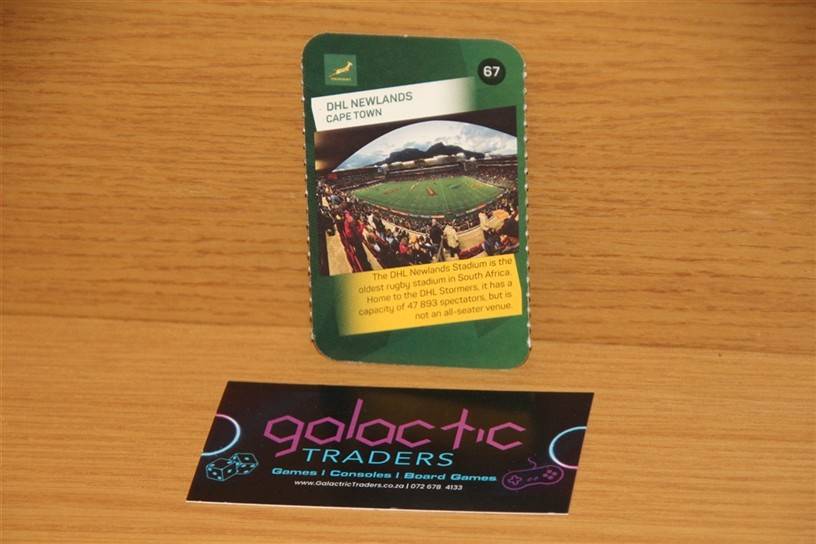 67
DHL NEWLANDS
CAPE TOWN
The DHL Newlands Stadium is the
oldest rugby stadium in South Africa.
Home to the DHL Stormers, it has a
capacity of 47 893 spectators, but is
not an all-seater venue.
galactic
TRADERS
Games | Consoles | Board Games
www.GalactricTraders.co.za | 072 678 4133